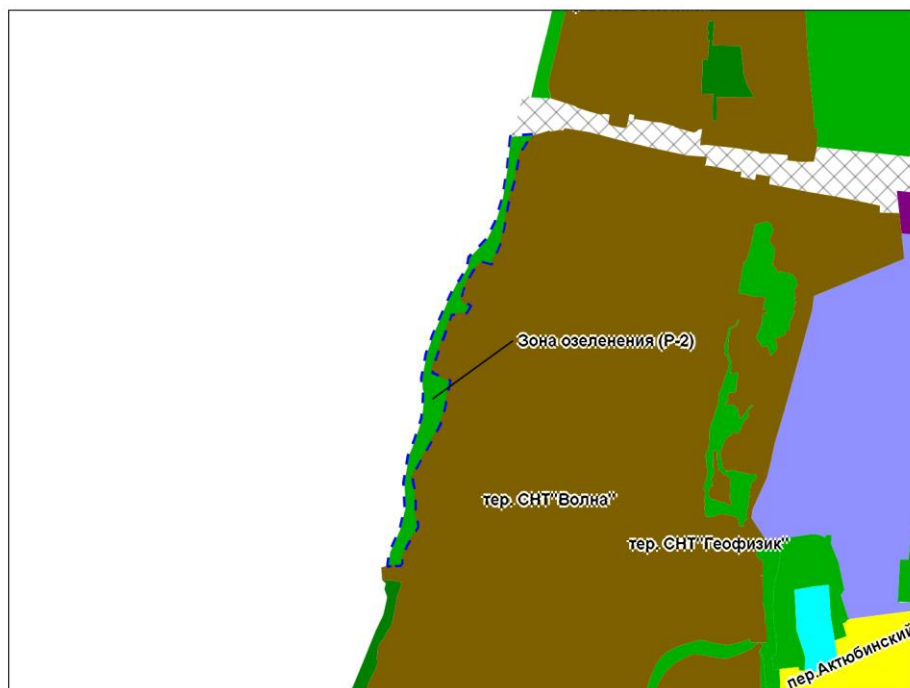 Зона озеленения (Р-2)
тер. СНТ"Волна"
тер. СНТ"Геофизик"
пер.Актюбинский